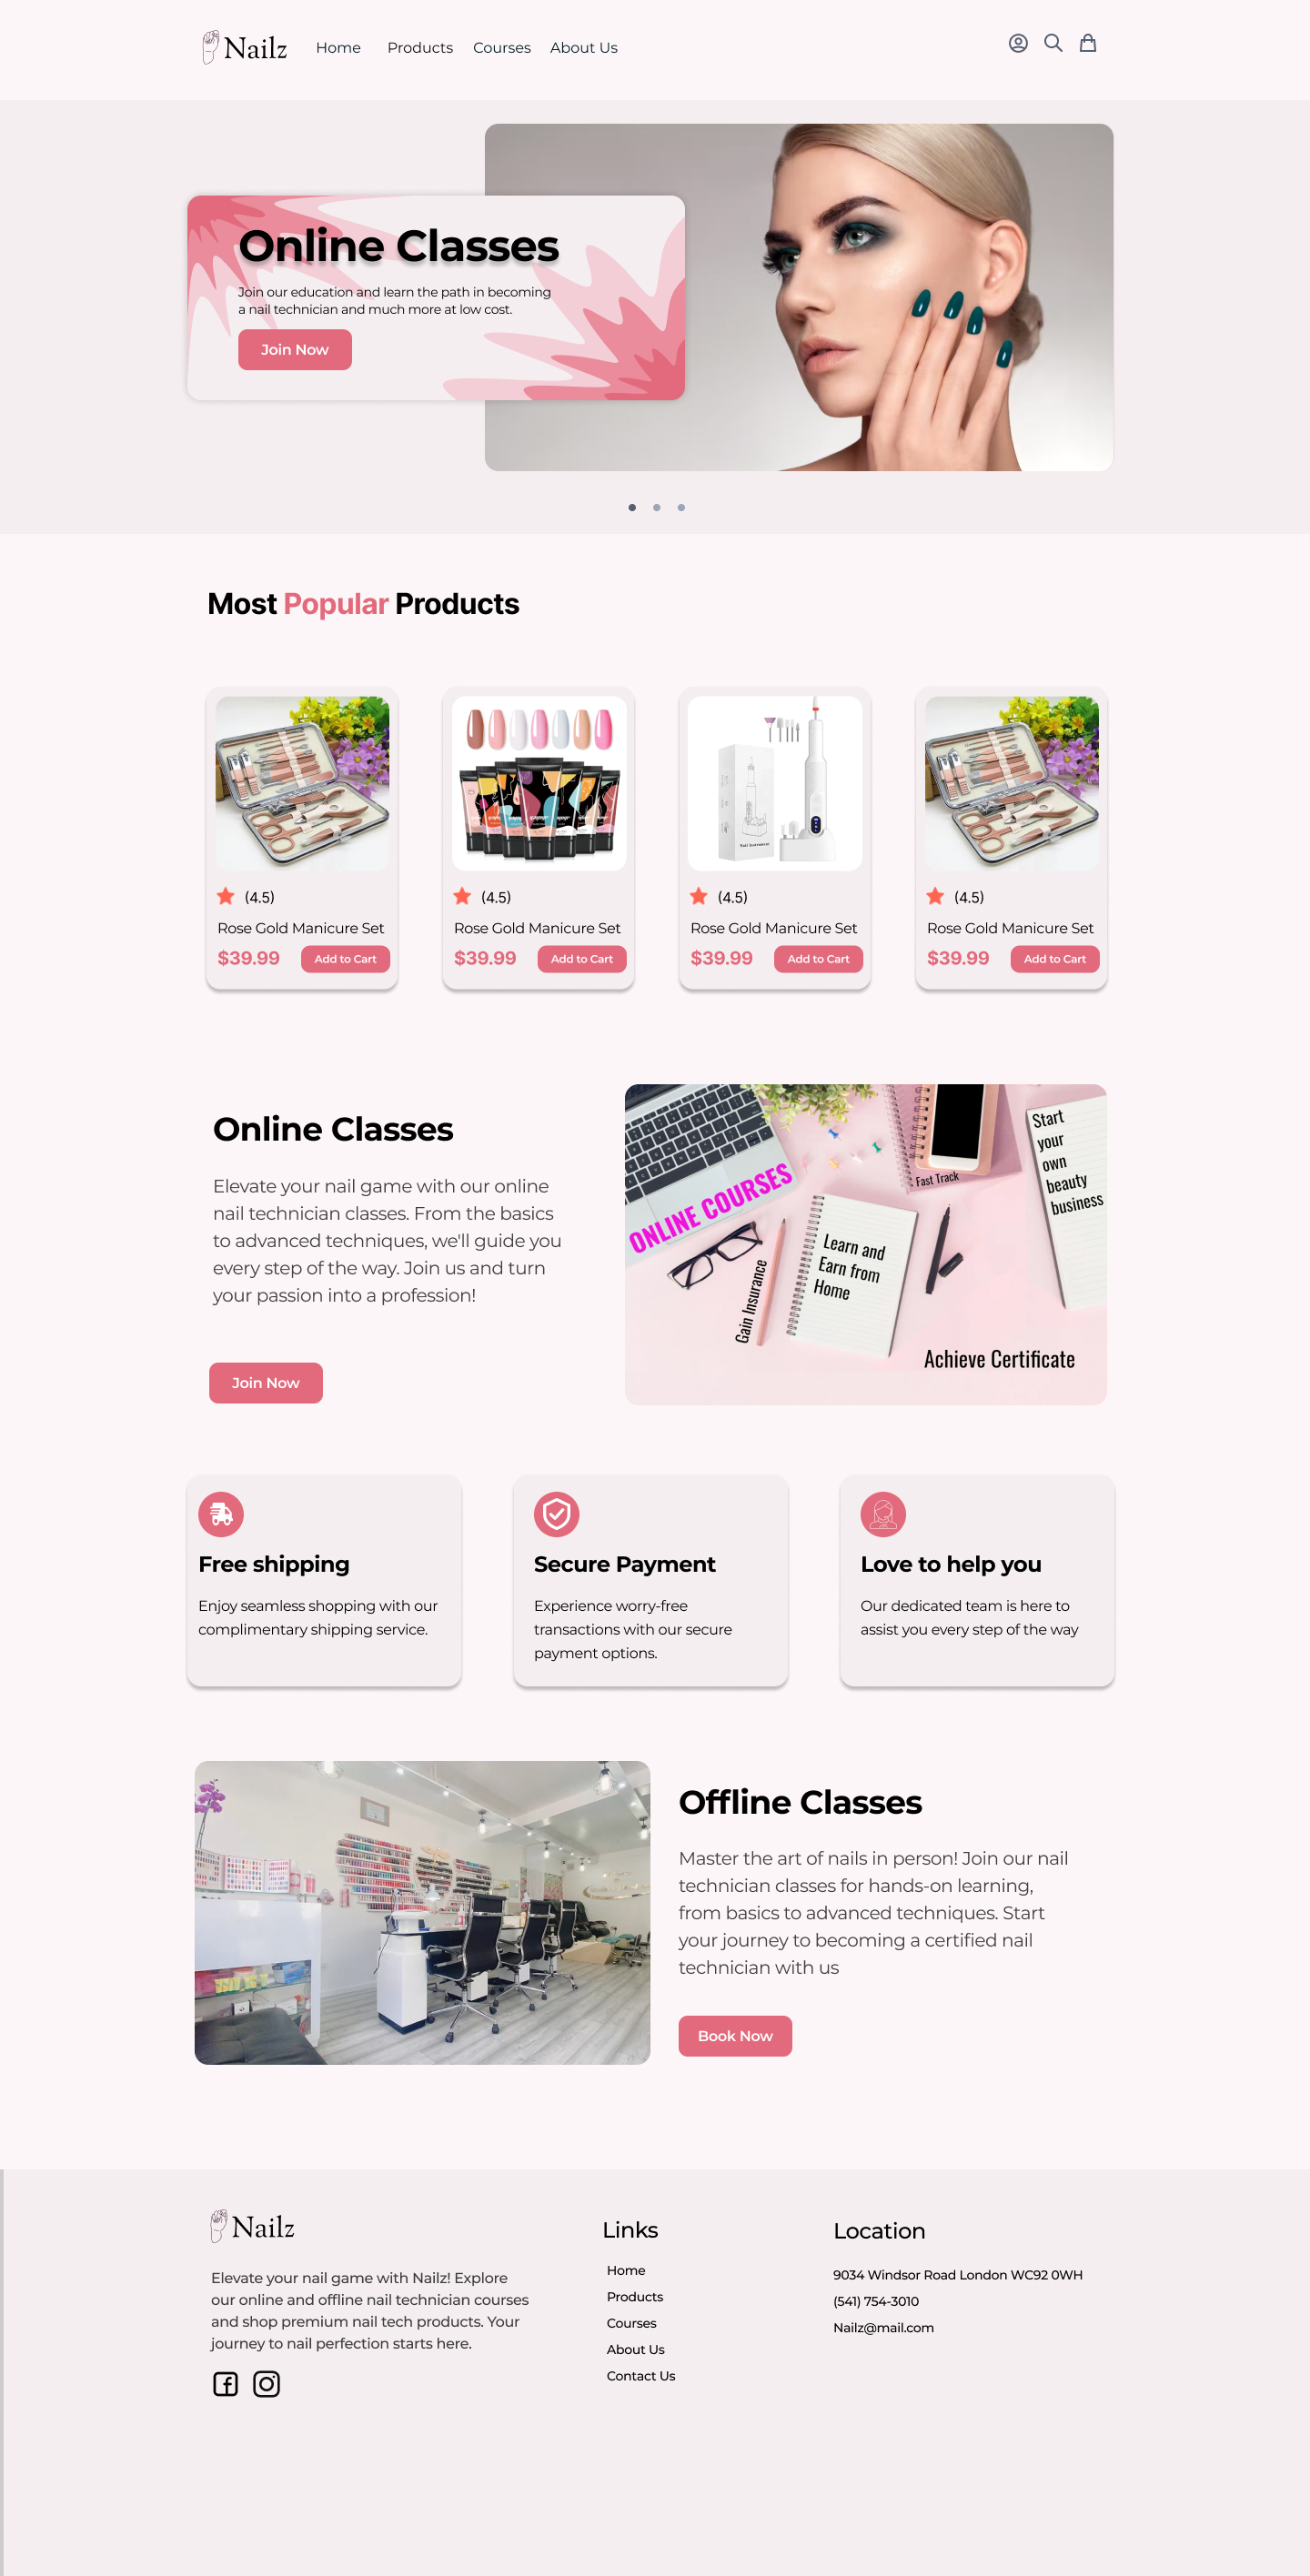 Nailz
Home Products Courses About Us
Online Classes
Join our education and learn the path in becoming
a nail technician and much more at low cost.
Join Now
Most Popular Products
(4.5)
Rose Gold Manicure Set
$39.99 Add to Cart
(4.5)
Rose Gold Manicure Set
$39.99 Add to Cart
Nail Instrument
(4.5)
Rose Gold Manicure Set
$39.99 Add to Cart
(4.5)
Rose Gold Manicure Set
$39.99 Add to Cart
Online Classes
Elevate your nail game with our online
nail technician classes. From the basics
to advanced techniques, we'll guide you
every step of the way. Join us and turn
your passion into a profession!
Join Now
ONLINE COURSES
Fast Track
Start
your
own
beauty
business
Learn and
Earn from
Home
Gain Insurance
Achieve Certificate
Free shipping
Enjoy seamless shopping with our
complimentary shipping service.
Secure Payment
Experience worry-free
transactions with our secure
payment options.
Love to help you
Our dedicated team is here to
assist you every step of the way
Offline Classes
Master the art of nails in person! Join our nail
technician classes for hands-on learning,
from basics to advanced techniques. Start
your journey to becoming a certified nail
technician with us
Book Now
Nailz
Elevate your nail game with Nailz! Explore
our online and offline nail technician courses
and shop premium nail tech products. Your
journey to nail perfection starts here.
Links
Home
Products
Courses
About Us
Contact Us
Location
9034 Windsor Road London WC92 0WH
(541) 754-3010
Nailz@mail.com